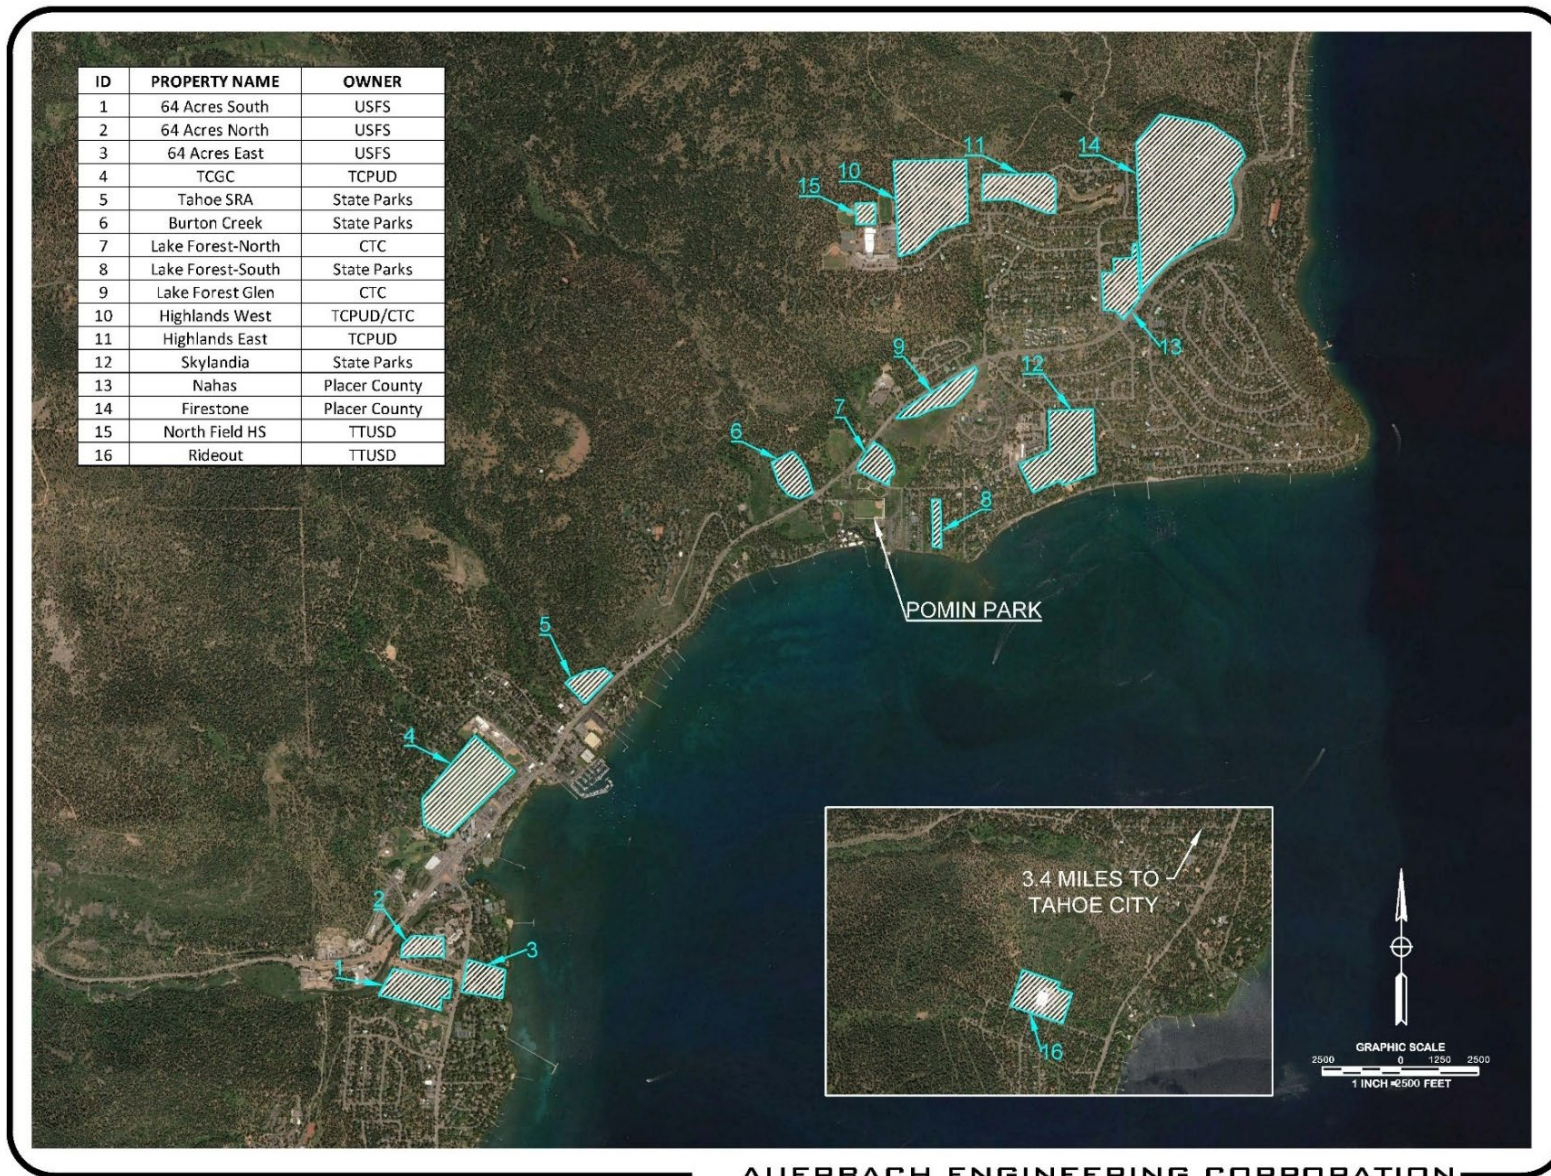 ID PROPERTY NAME OWNER
1 64 Acres South USFS
2 64 Acres North USFS
3 64 Acres East USFS
4 TCGC TCPUD
5 Tahoe SRA State Parks
6 Burton Creek State Parks
7 Lake Forest-North CTC
8 Lake Forest-South State Parks
9 Lake Forest Glen CTC
10 Highlands West TCPUD/CTC
11 Highlands East TCPUD
12 Skylandia State Parks
13 Nahas Placer County
14 Firestone Placer County
15 North Field HS TTUSD
16 Rideout TTUSD
11
14
10
15
13
9
12
7
6
8
POMIN PARK
5
4
2
3
1
3.4 MILES TO
TAHOE CITY
16
GRAPHIC SCALE
2500 0 1250 2500
1 INCH =2500 FEET
AUERBACH ENGINEERING CORPORATION